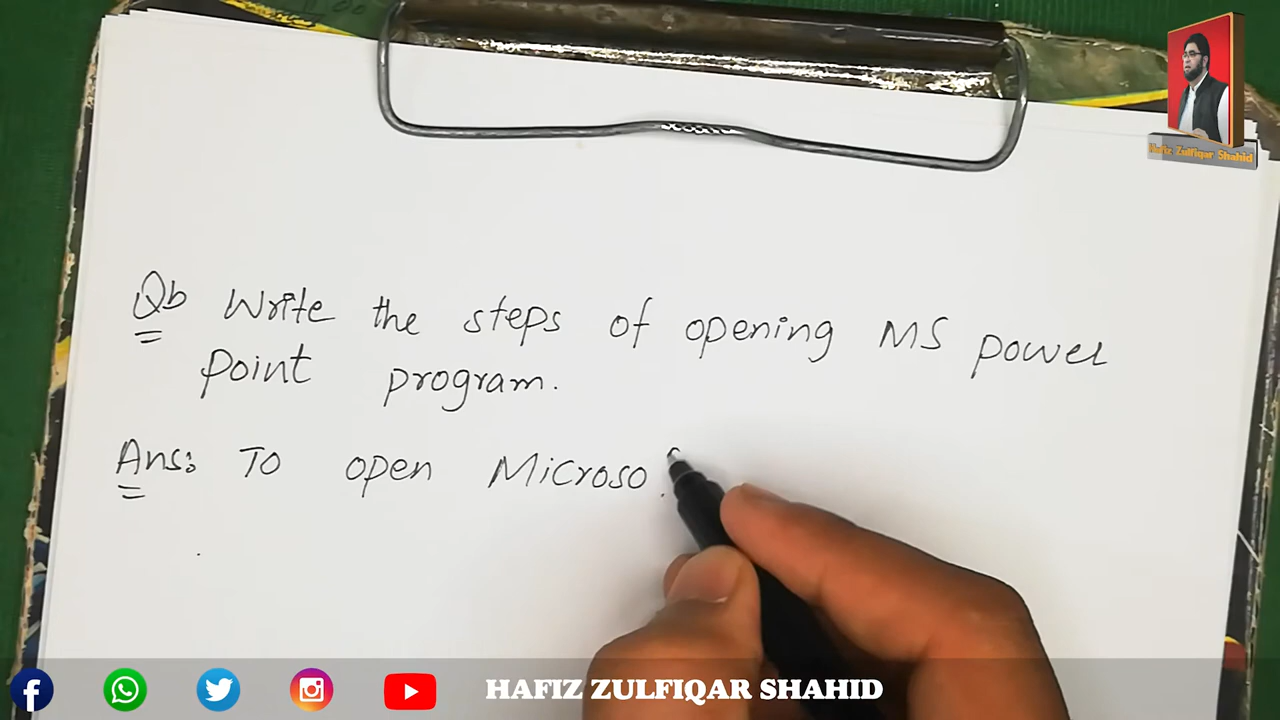 Hafiz Zulfiqar Shahid
Qb Write the steps of opening MS power
point program.
Ans: To open Microso
HAFIZ ZULFIQAR SHAHID